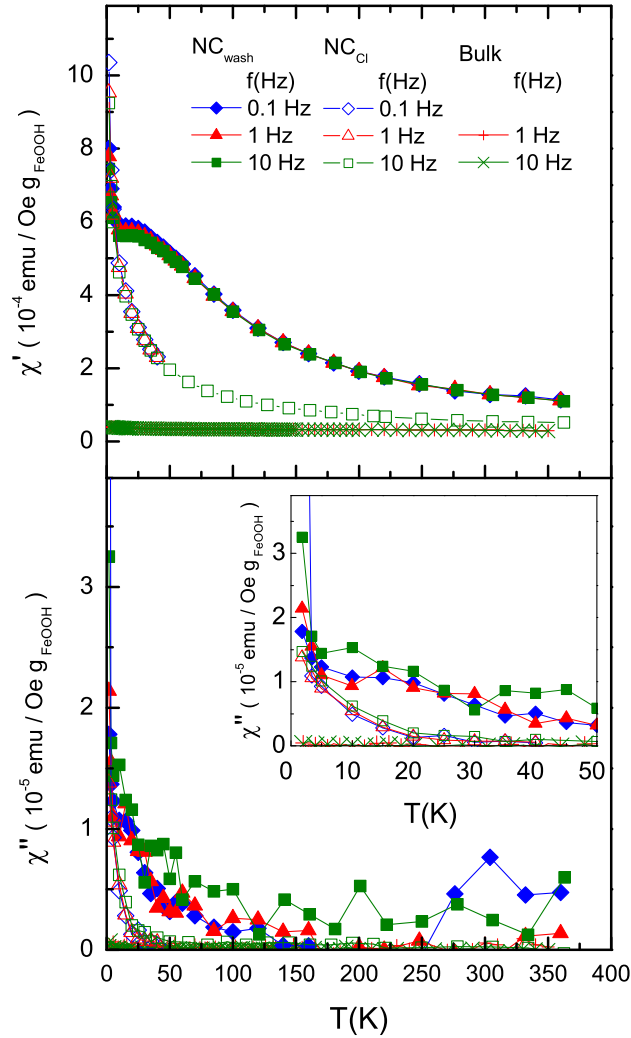 NC_wash NC_Cl Bulk
f(Hz) f(Hz) f(Hz)
0.1 Hz 0.1 Hz
1 Hz 1 Hz 1 Hz
10 Hz 10 Hz 10 Hz
10
8
6
4
2
0
χ' ( 10^-4 emu / Oe g_FeOOH )
3
2
1
0
χ'' ( 10^-5 emu / Oe g_FeOOH )
0 50 100 150 200 250 300 350 400
T(K)
3
2
1
0
χ'' ( 10^-5 emu / Oe g_FeOOH )
0 10 20 30 40 50
T(K)